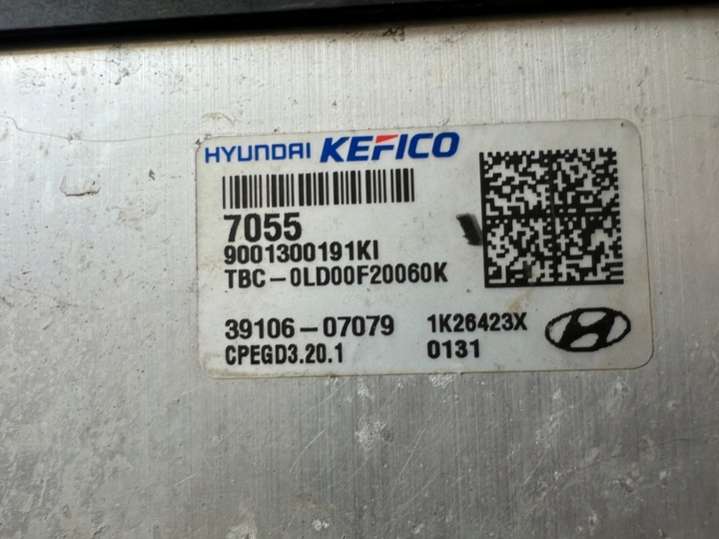 HYUNDAI KEFICO
7055
9001300191KI
TBC-0LD00F20060K
39106-07079 1K26423X
CPEGD3.20.1 0131